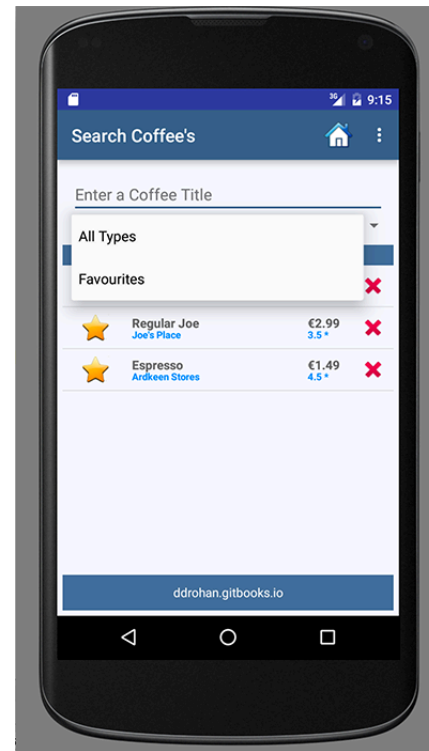 3G 9:15
Search Coffee's
Enter a Coffee Title
All Types
Favourites
Regular Joe €2.99
Joe's Place 3.5 *
Espresso €1.49
Ardkeen Stores 4.5 *
ddrohan.gitbooks.io